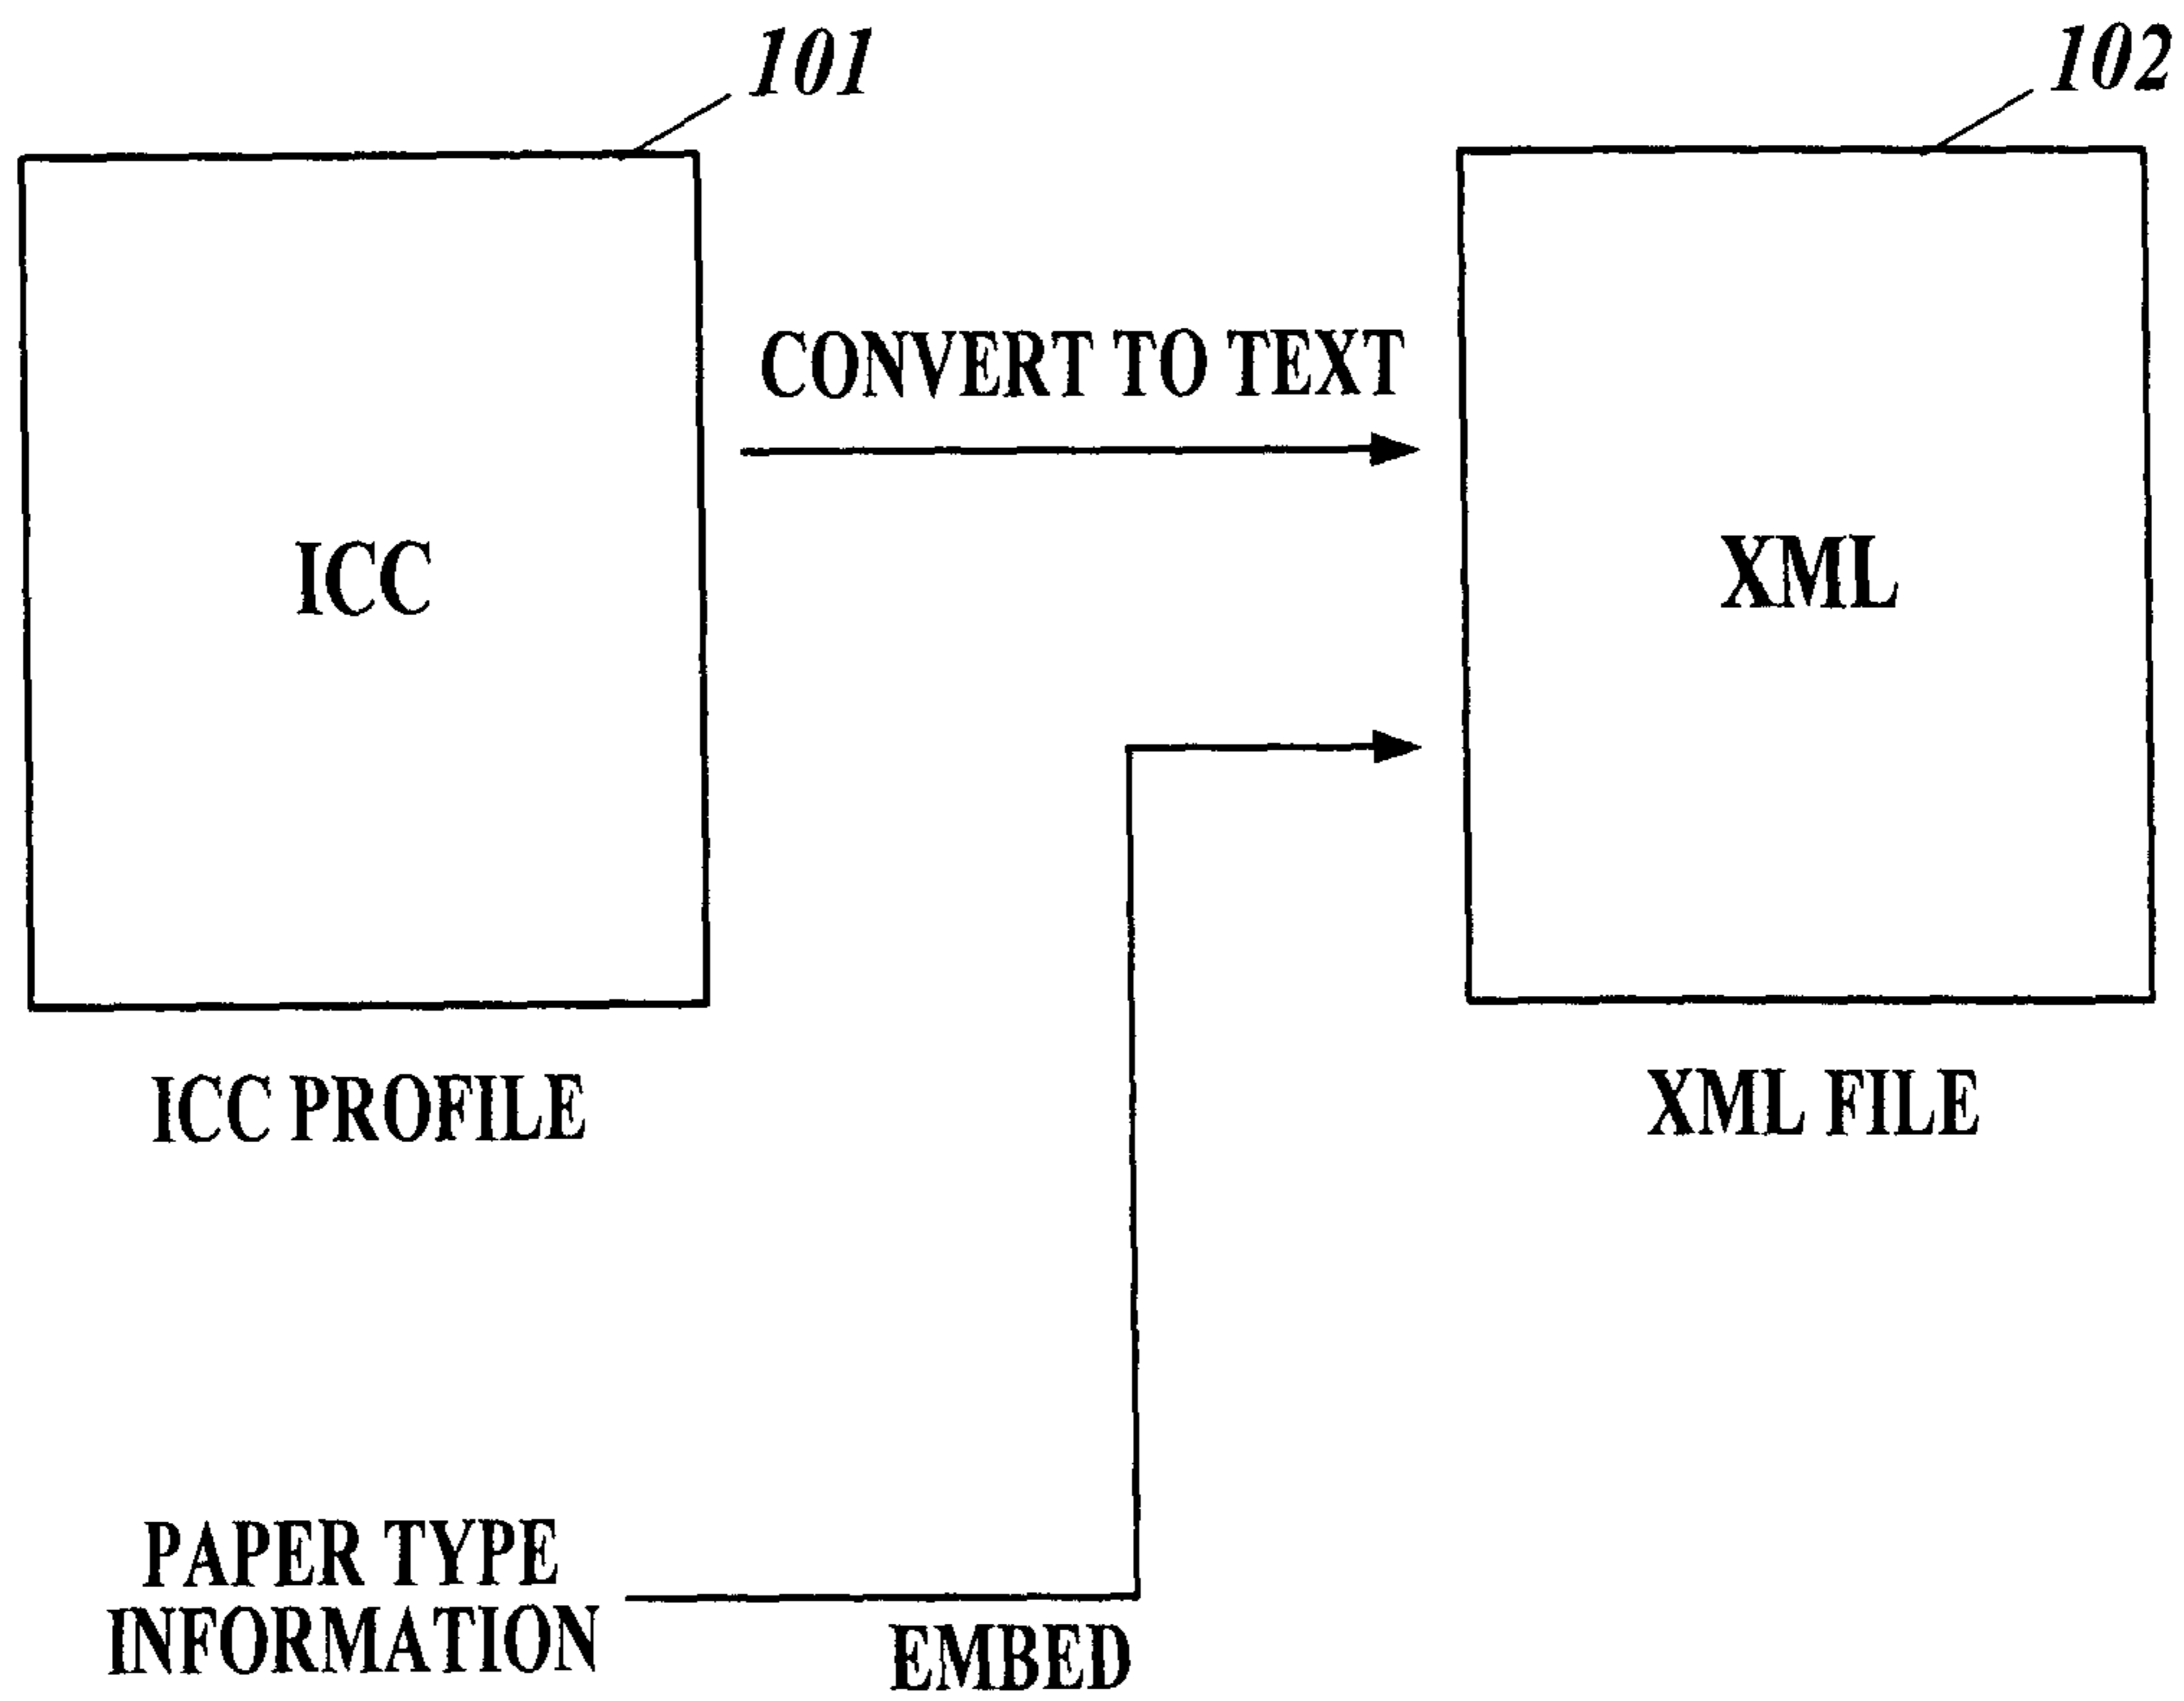 101
102
CONVERT TO TEXT
ICC
XML
ICC PROFILE
XML FILE
PAPER TYPE
INFORMATION
EMBED